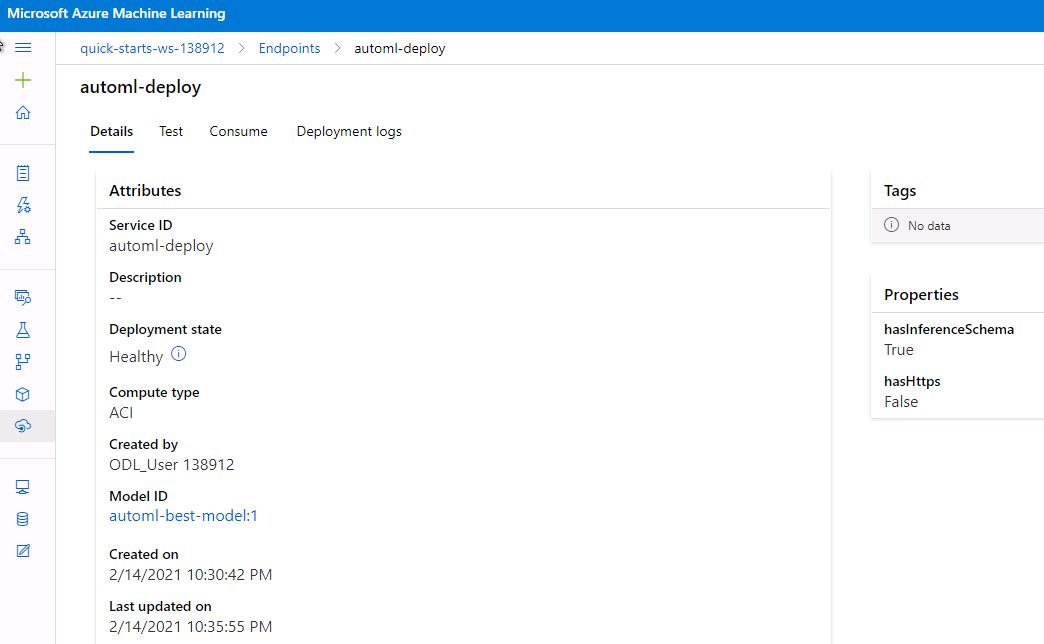 Microsoft Azure Machine Learning
quick-starts-ws-138912 > Endpoints > automl-deploy
automl-deploy
Details Test Consume Deployment logs
Attributes
Service ID
automl-deploy
Description
--
Deployment state
Healthy
Compute type
ACI
Created by
ODL_User 138912
Model ID
automl-best-model:1
Created on
2/14/2021 10:30:42 PM
Last updated on
2/14/2021 10:35:55 PM
Tags
No data
Properties
hasInferenceSchema
True
hasHttps
False